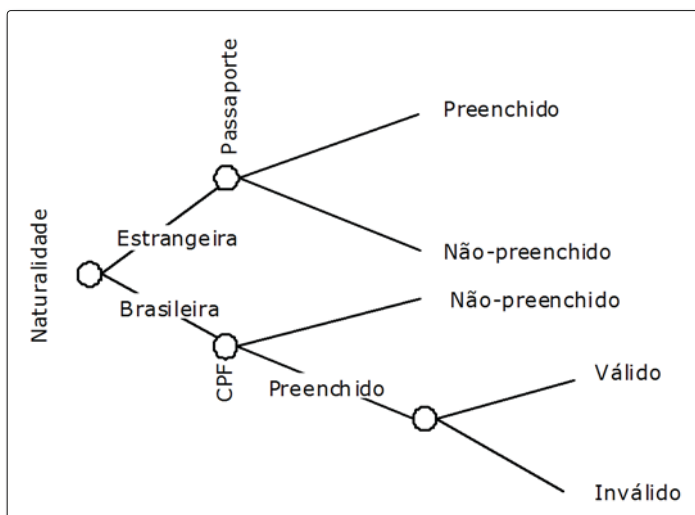 Naturalidade
Estrangeira
Passaporte
Preenchido
Não-preenchido
Brasileira
CPF
Não-preenchido
Preenchido
Válido
Inválido